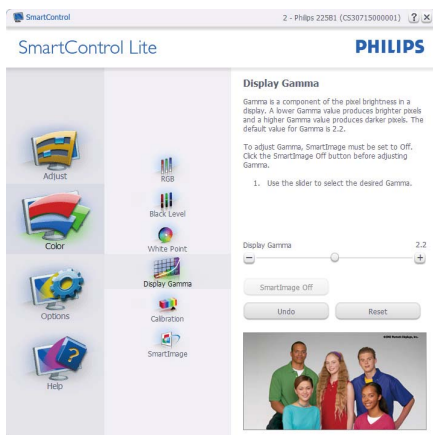 SmartControl
2 - Philips 225B1 (CS30715000001)
?
SmartControl Lite
PHILIPS
Adjust
Color
Options
Help
RGB
Black Level
White Point
Display Gamma
Calibration
SmartImage
Display Gamma
Gamma is a component of the pixel brightness in a
display. A lower Gamma value produces brighter pixels
and a higher Gamma value produces darker pixels. The
default value for Gamma is 2.2.
To adjust Gamma, SmartImage must be set to Off.
Click the SmartImage Off button before adjusting
Gamma.
1. Use the slider to select the desired Gamma.
Display Gamma
2.2
SmartImage Off
Undo
Reset